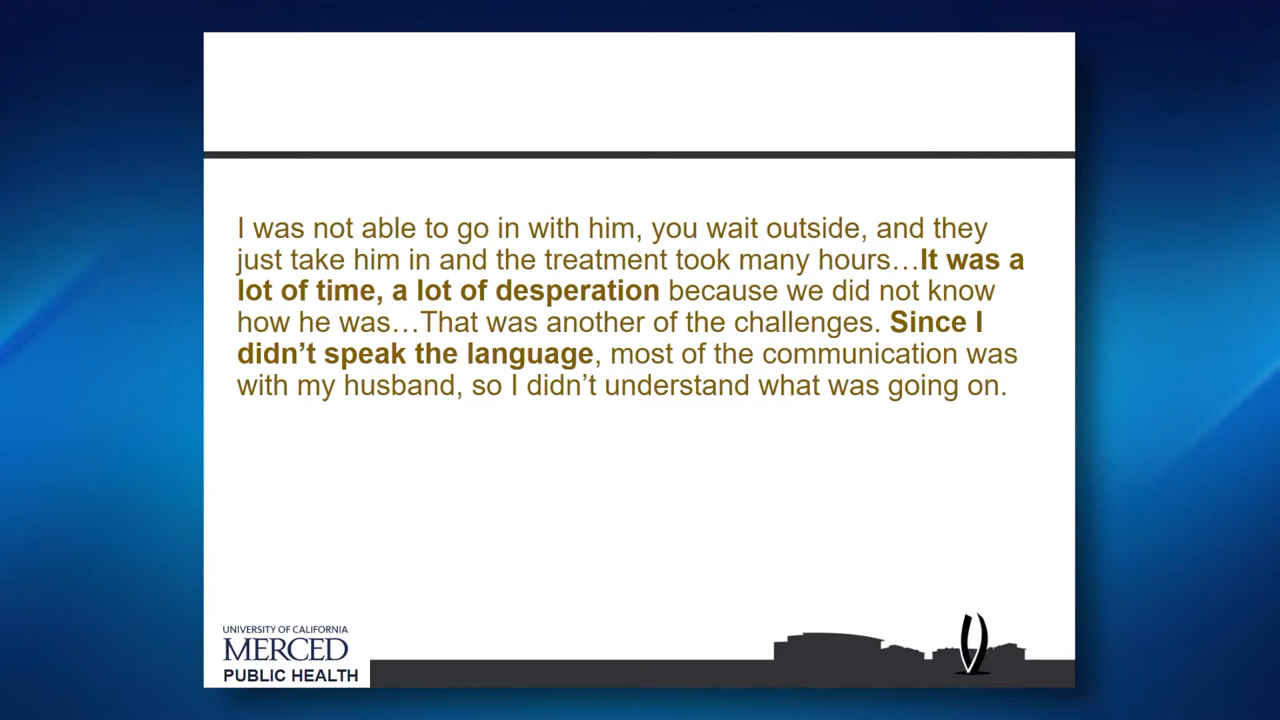 I was not able to go in with him, you wait outside, and they
just take him in and the treatment took many hours…It was a
lot of time, a lot of desperation because we did not know
how he was…That was another of the challenges. Since I
didn’t speak the language, most of the communication was
with my husband, so I didn’t understand what was going on.
UNIVERSITY OF CALIFORNIA
MERCED
PUBLIC HEALTH